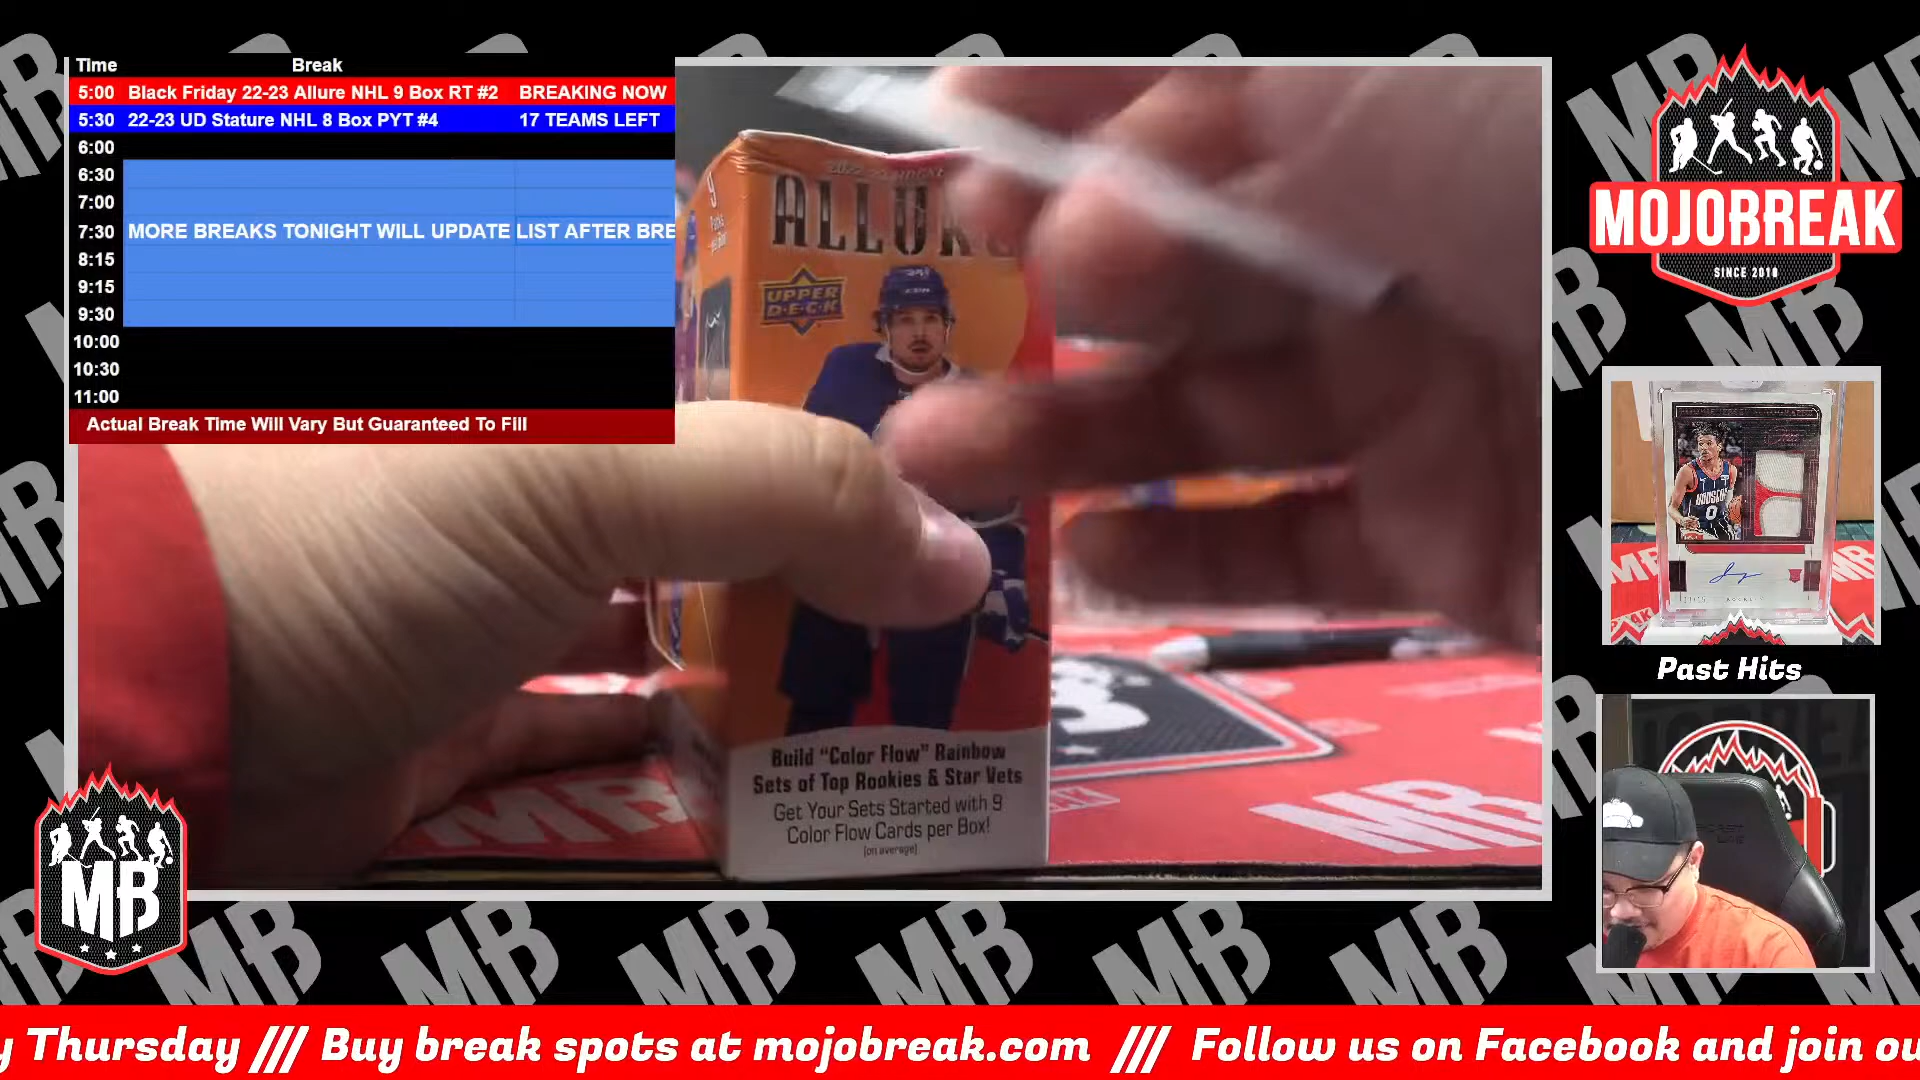 Time Break
5:00 Black Friday 22-23 Allure NHL 9 Box RT #2 BREAKING NOW
5:30 22-23 UD Stature NHL 8 Box PYT #4 17 TEAMS LEFT
6:00
6:30
7:00
7:30 MORE BREAKS TONIGHT WILL UPDATE LIST AFTER BRE
8:15
9:15
9:30
10:00
10:30
11:00
Actual Break Time Will Vary But Guaranteed To Fill
9
UPPER
DECK
Build “Color Flow” Rainbow
Sets of Top Rookies & Star Vets
Get Your Sets Started with 9
Color Flow Cards per Box!
(on average)
MB
MOJOBREAK
SINCE 2010
0
Past Hits
MB
y Thursday /// Buy break spots at mojobreak.com /// Follow us on Facebook and join ou